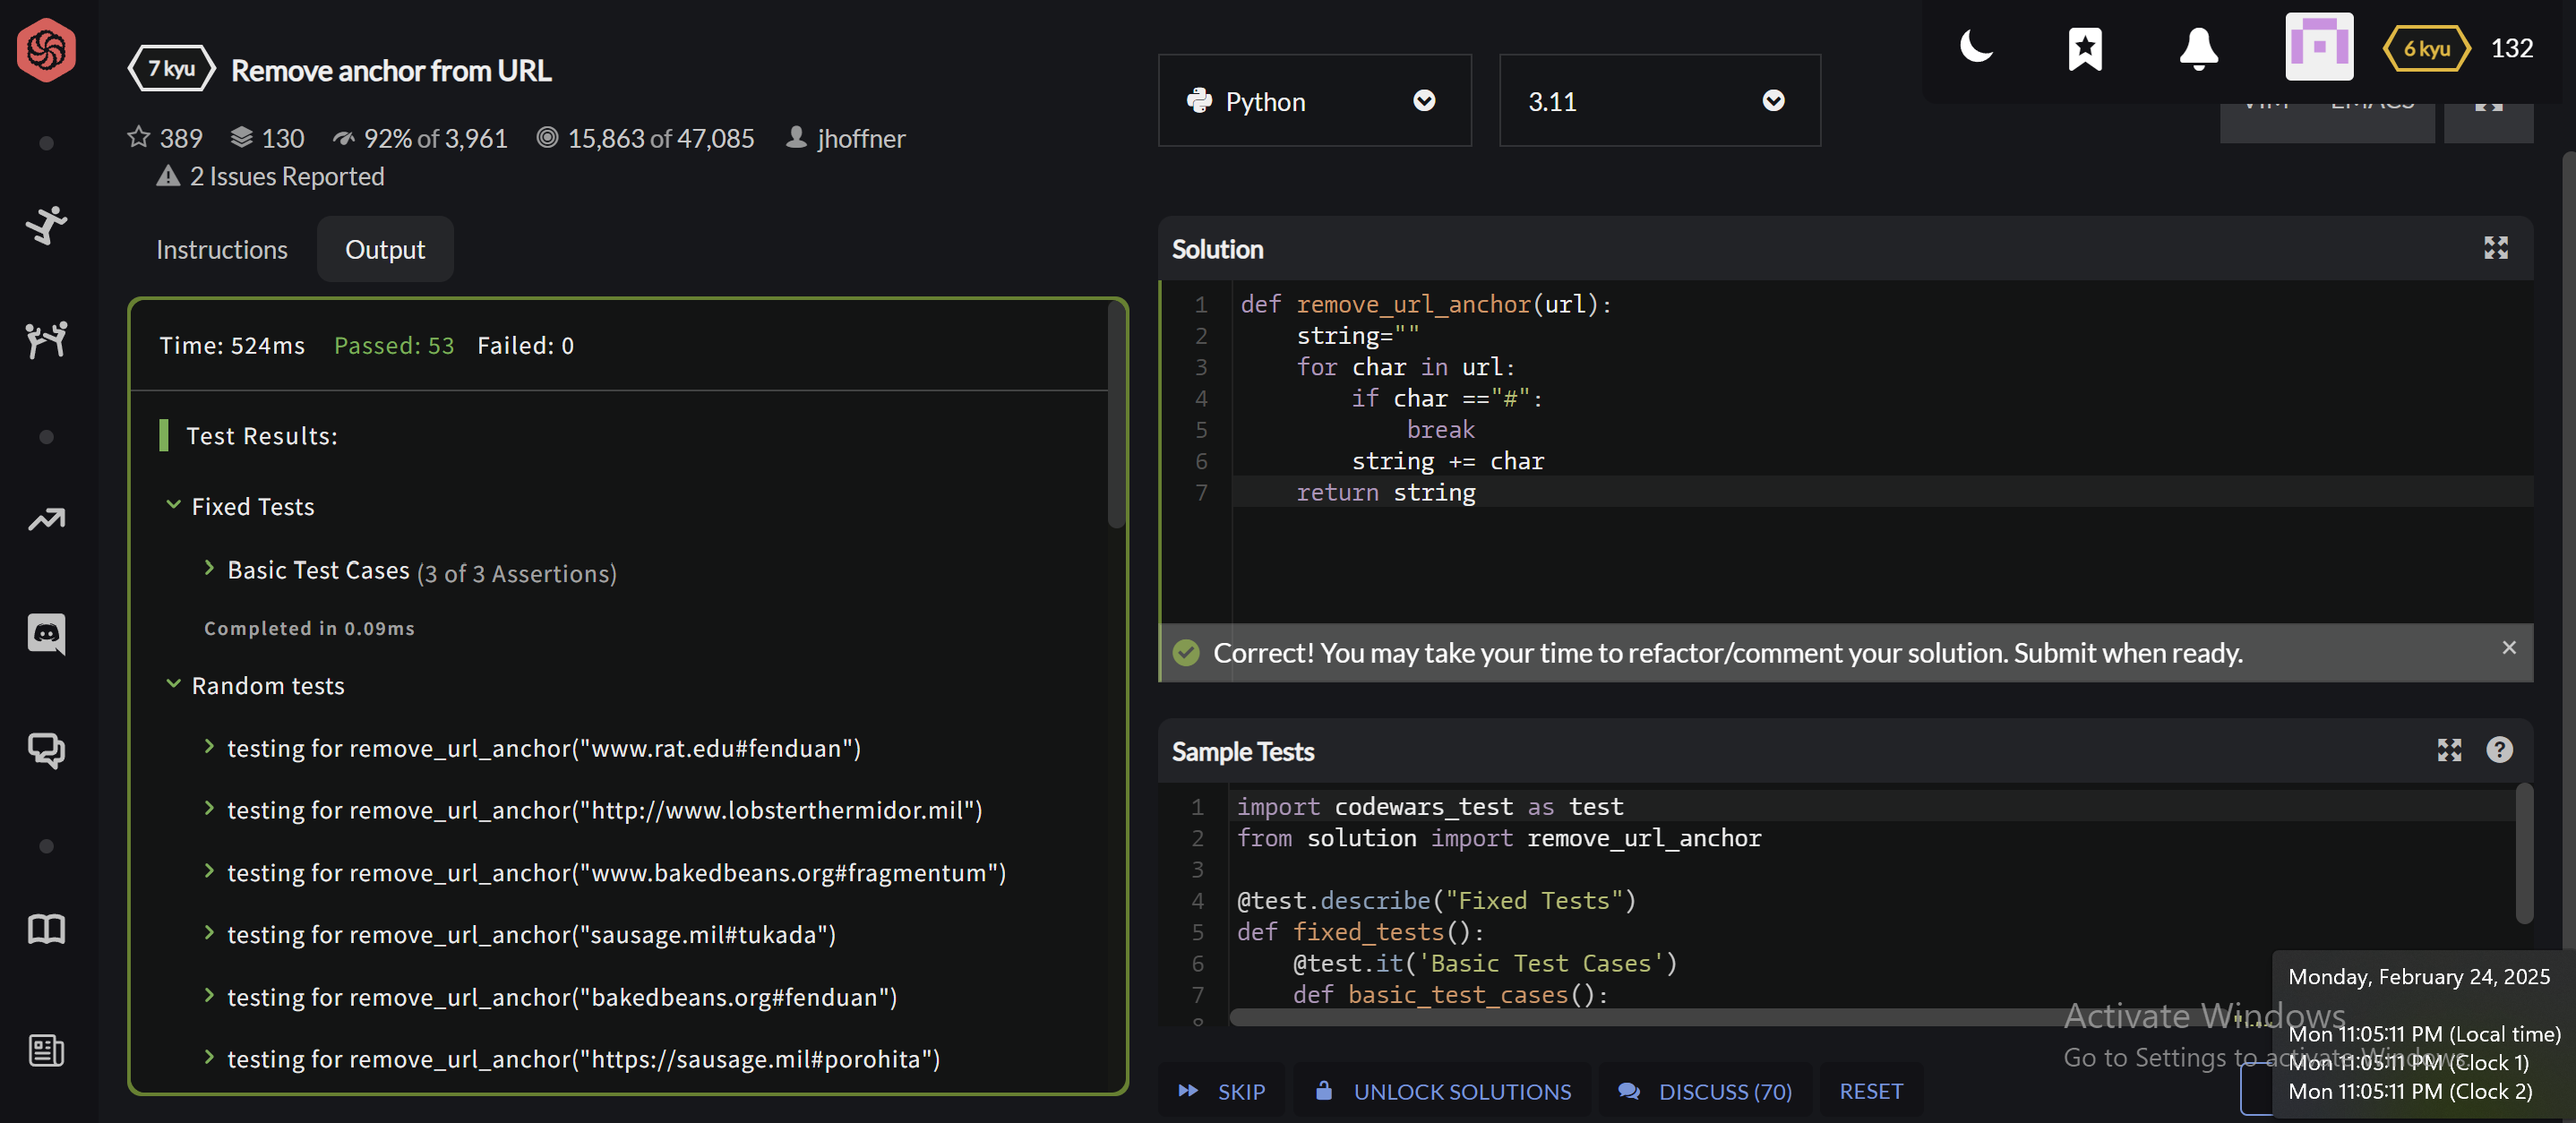 7 kyu Remove anchor from URL
389 130 92% of 3,961 15,863 of 47,085 jhoffner
2 Issues Reported
Python
3.11
6 kyu 132
VIM EMACS
Instructions Output
Time: 524ms Passed: 53 Failed: 0
Test Results:
Fixed Tests
Basic Test Cases (3 of 3 Assertions)
Completed in 0.09ms
Random tests
testing for remove_url_anchor("www.rat.edu#fenduan")
testing for remove_url_anchor("http://www.lobsterthermidor.mil")
testing for remove_url_anchor("www.bakedbeans.org#fragmentum")
testing for remove_url_anchor("sausage.mil#tukada")
testing for remove_url_anchor("bakedbeans.org#fenduan")
testing for remove_url_anchor("https://sausage.mil#porohita")
Solution
1 def remove_url_anchor(url):
2 string=""
3 for char in url:
4 if char =="#":
5 break
6 string += char
7 return string
Correct! You may take your time to refactor/comment your solution. Submit when ready.
Sample Tests
1 import codewars_test as test
2 from solution import remove_url_anchor
3
4 @test.describe("Fixed Tests")
5 def fixed_tests():
6 @test.it('Basic Test Cases')
7 def basic_test_cases():
8
SKIP UNLOCK SOLUTIONS DISCUSS (70) RESET
Activate Windows
Go to Settings to activate Windows.
Monday, February 24, 2025
Mon 11:05:11 PM (Local time)
Mon 11:05:11 PM (Clock 1)
Mon 11:05:11 PM (Clock 2)